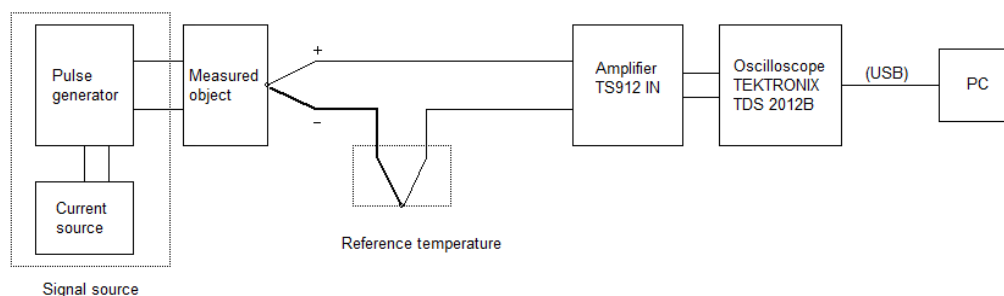 Pulse
generator
Measured
object
+
−
Amplifier
TS912 IN
Oscilloscope
TEKTRONIX
TDS 2012B
(USB)
PC
Current
source
Reference temperature
Signal source